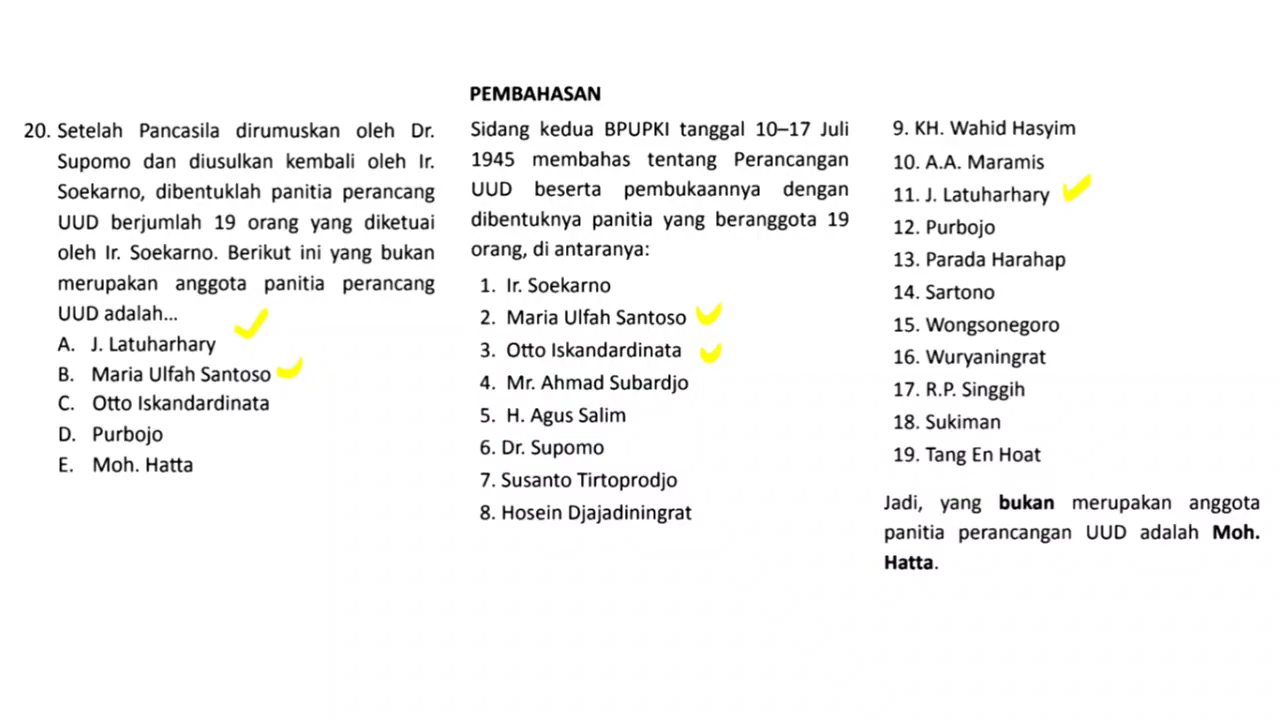 20. Setelah Pancasila dirumuskan oleh Dr.
Supomo dan diusulkan kembali oleh Ir.
Soekarno, dibentuklah panitia perancang
UUD berjumlah 19 orang yang diketuai
oleh Ir. Soekarno. Berikut ini yang bukan
merupakan anggota panitia perancang
UUD adalah...
A. J. Latuharhary
B. Maria Ulfah Santoso
C. Otto Iskandardinata
D. Purbojo
E. Moh. Hatta
PEMBAHASAN
Sidang kedua BPUPKI tanggal 10–17 Juli
1945 membahas tentang Perancangan
UUD beserta pembukaannya dengan
dibentuknya panitia yang beranggota 19
orang, di antaranya:
1. Ir. Soekarno
2. Maria Ulfah Santoso
3. Otto Iskandardinata
4. Mr. Ahmad Subardjo
5. H. Agus Salim
6. Dr. Supomo
7. Susanto Tirtoprodjo
8. Hosein Djajadiningrat
9. KH. Wahid Hasyim
10. A.A. Maramis
11. J. Latuharhary
12. Purbojo
13. Parada Harahap
14. Sartono
15. Wongsonegoro
16. Wuryaningrat
17. R.P. Singgih
18. Sukiman
19. Tang En Hoat
Jadi, yang bukan merupakan anggota
panitia perancangan UUD adalah Moh.
Hatta.